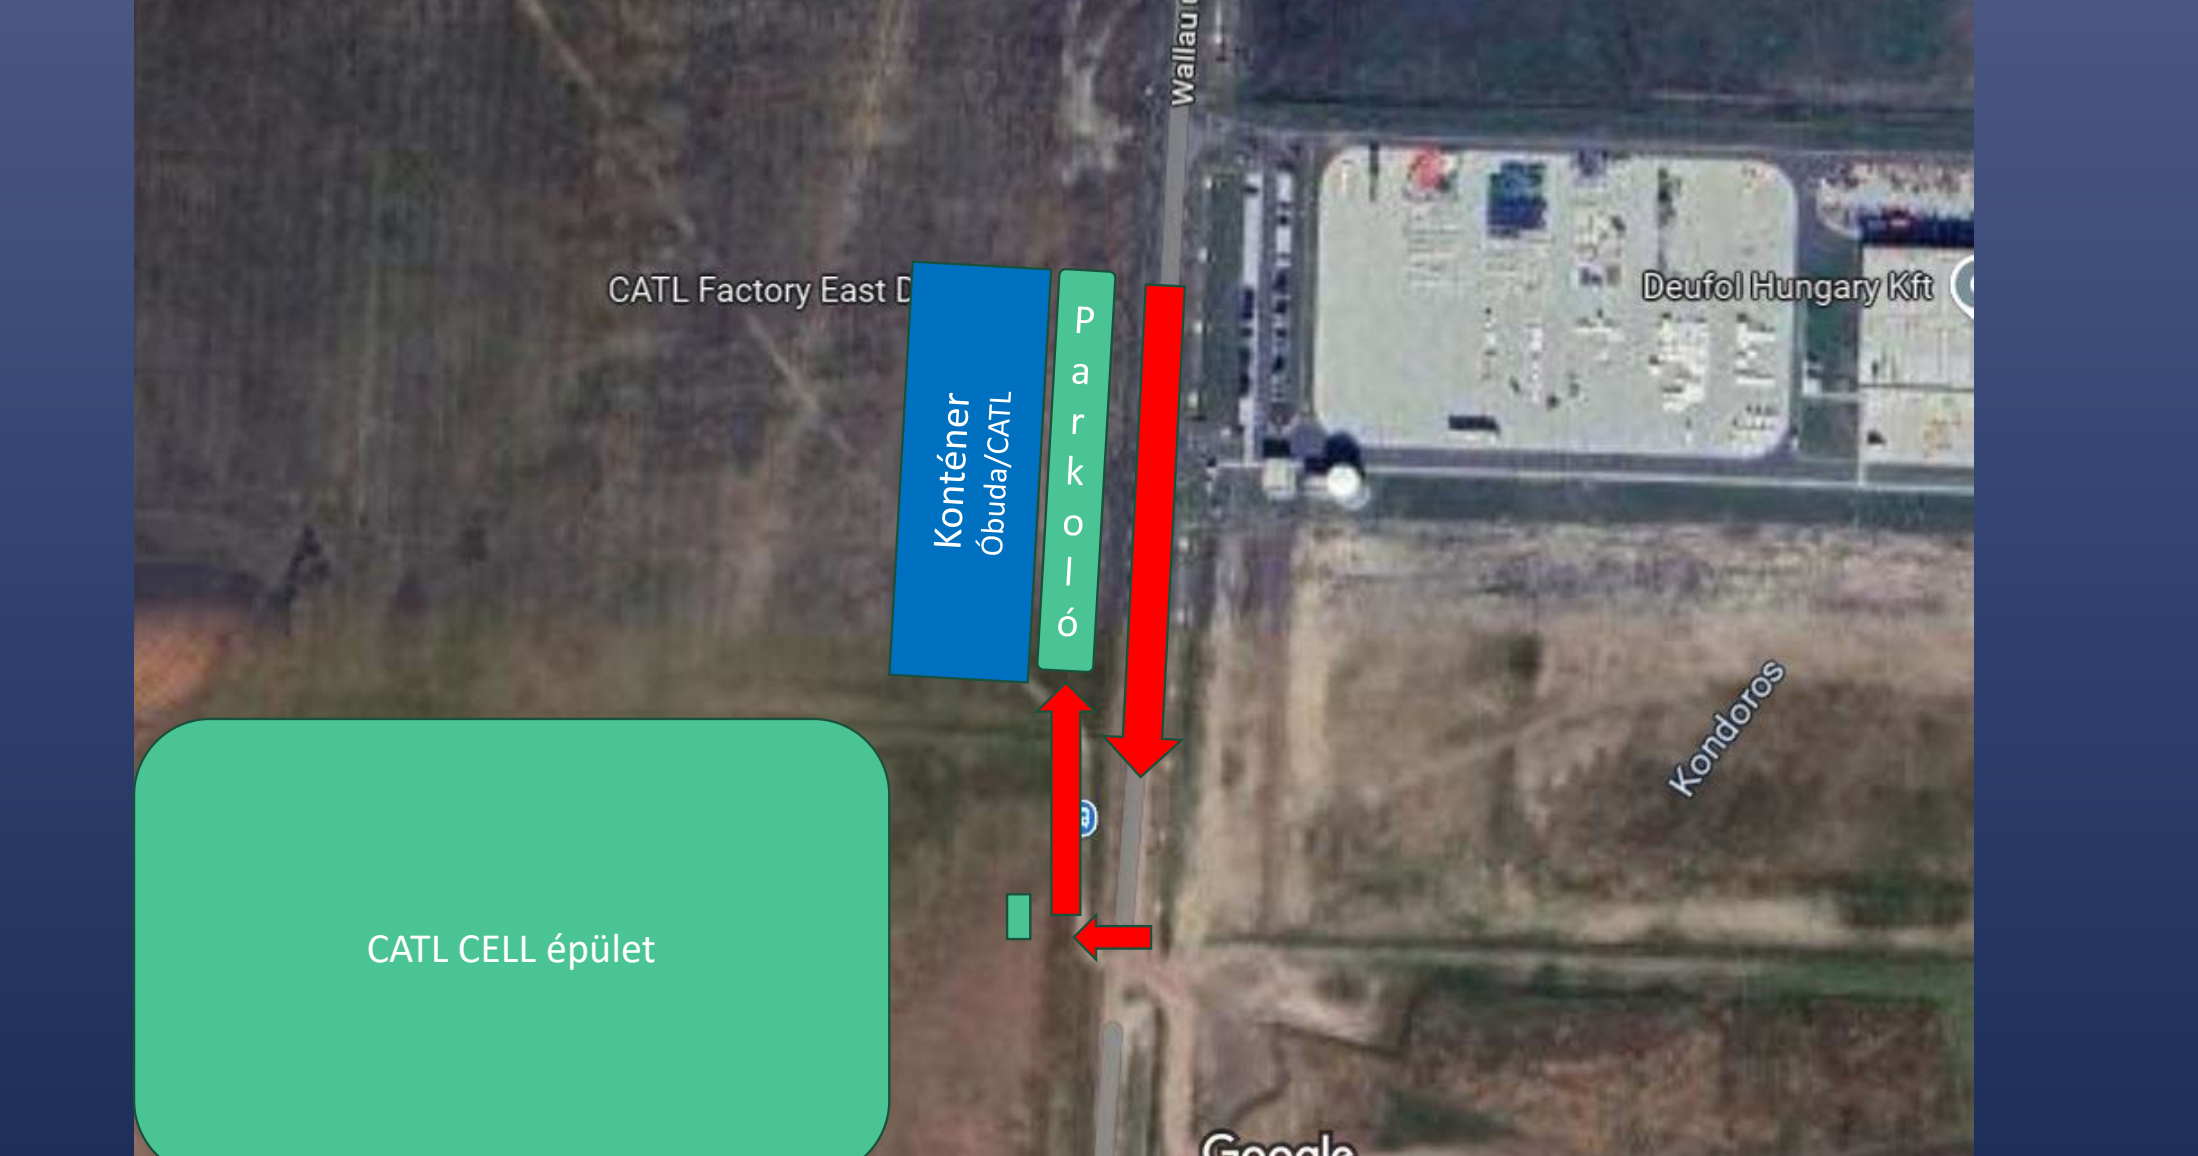 Wallau
CATL Factory East D
Konténer
Óbuda/CATL
Parkoló
Deufol Hungary Kft
Kondoros
CATL CELL épület
Google